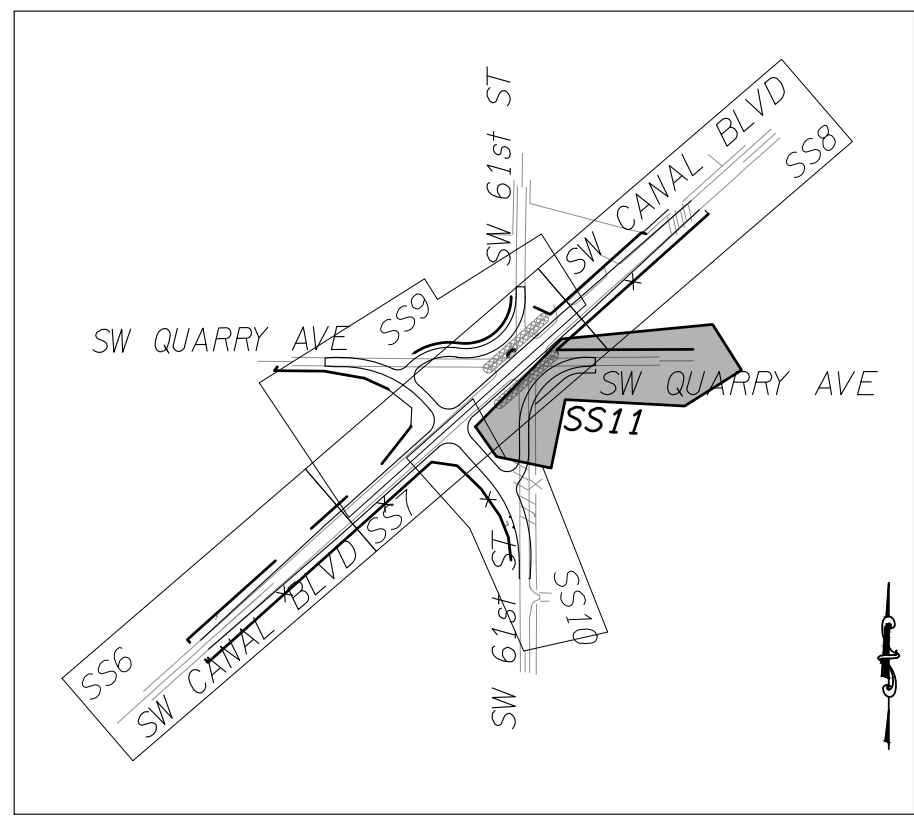 SW 61st ST
SW CANAL BLVD
SS8
SS9
SW QUARRY AVE
SW QUARRY AVE
SS11
SS7
SS6
SW CANAL BLVD
SW 61st ST
SS10